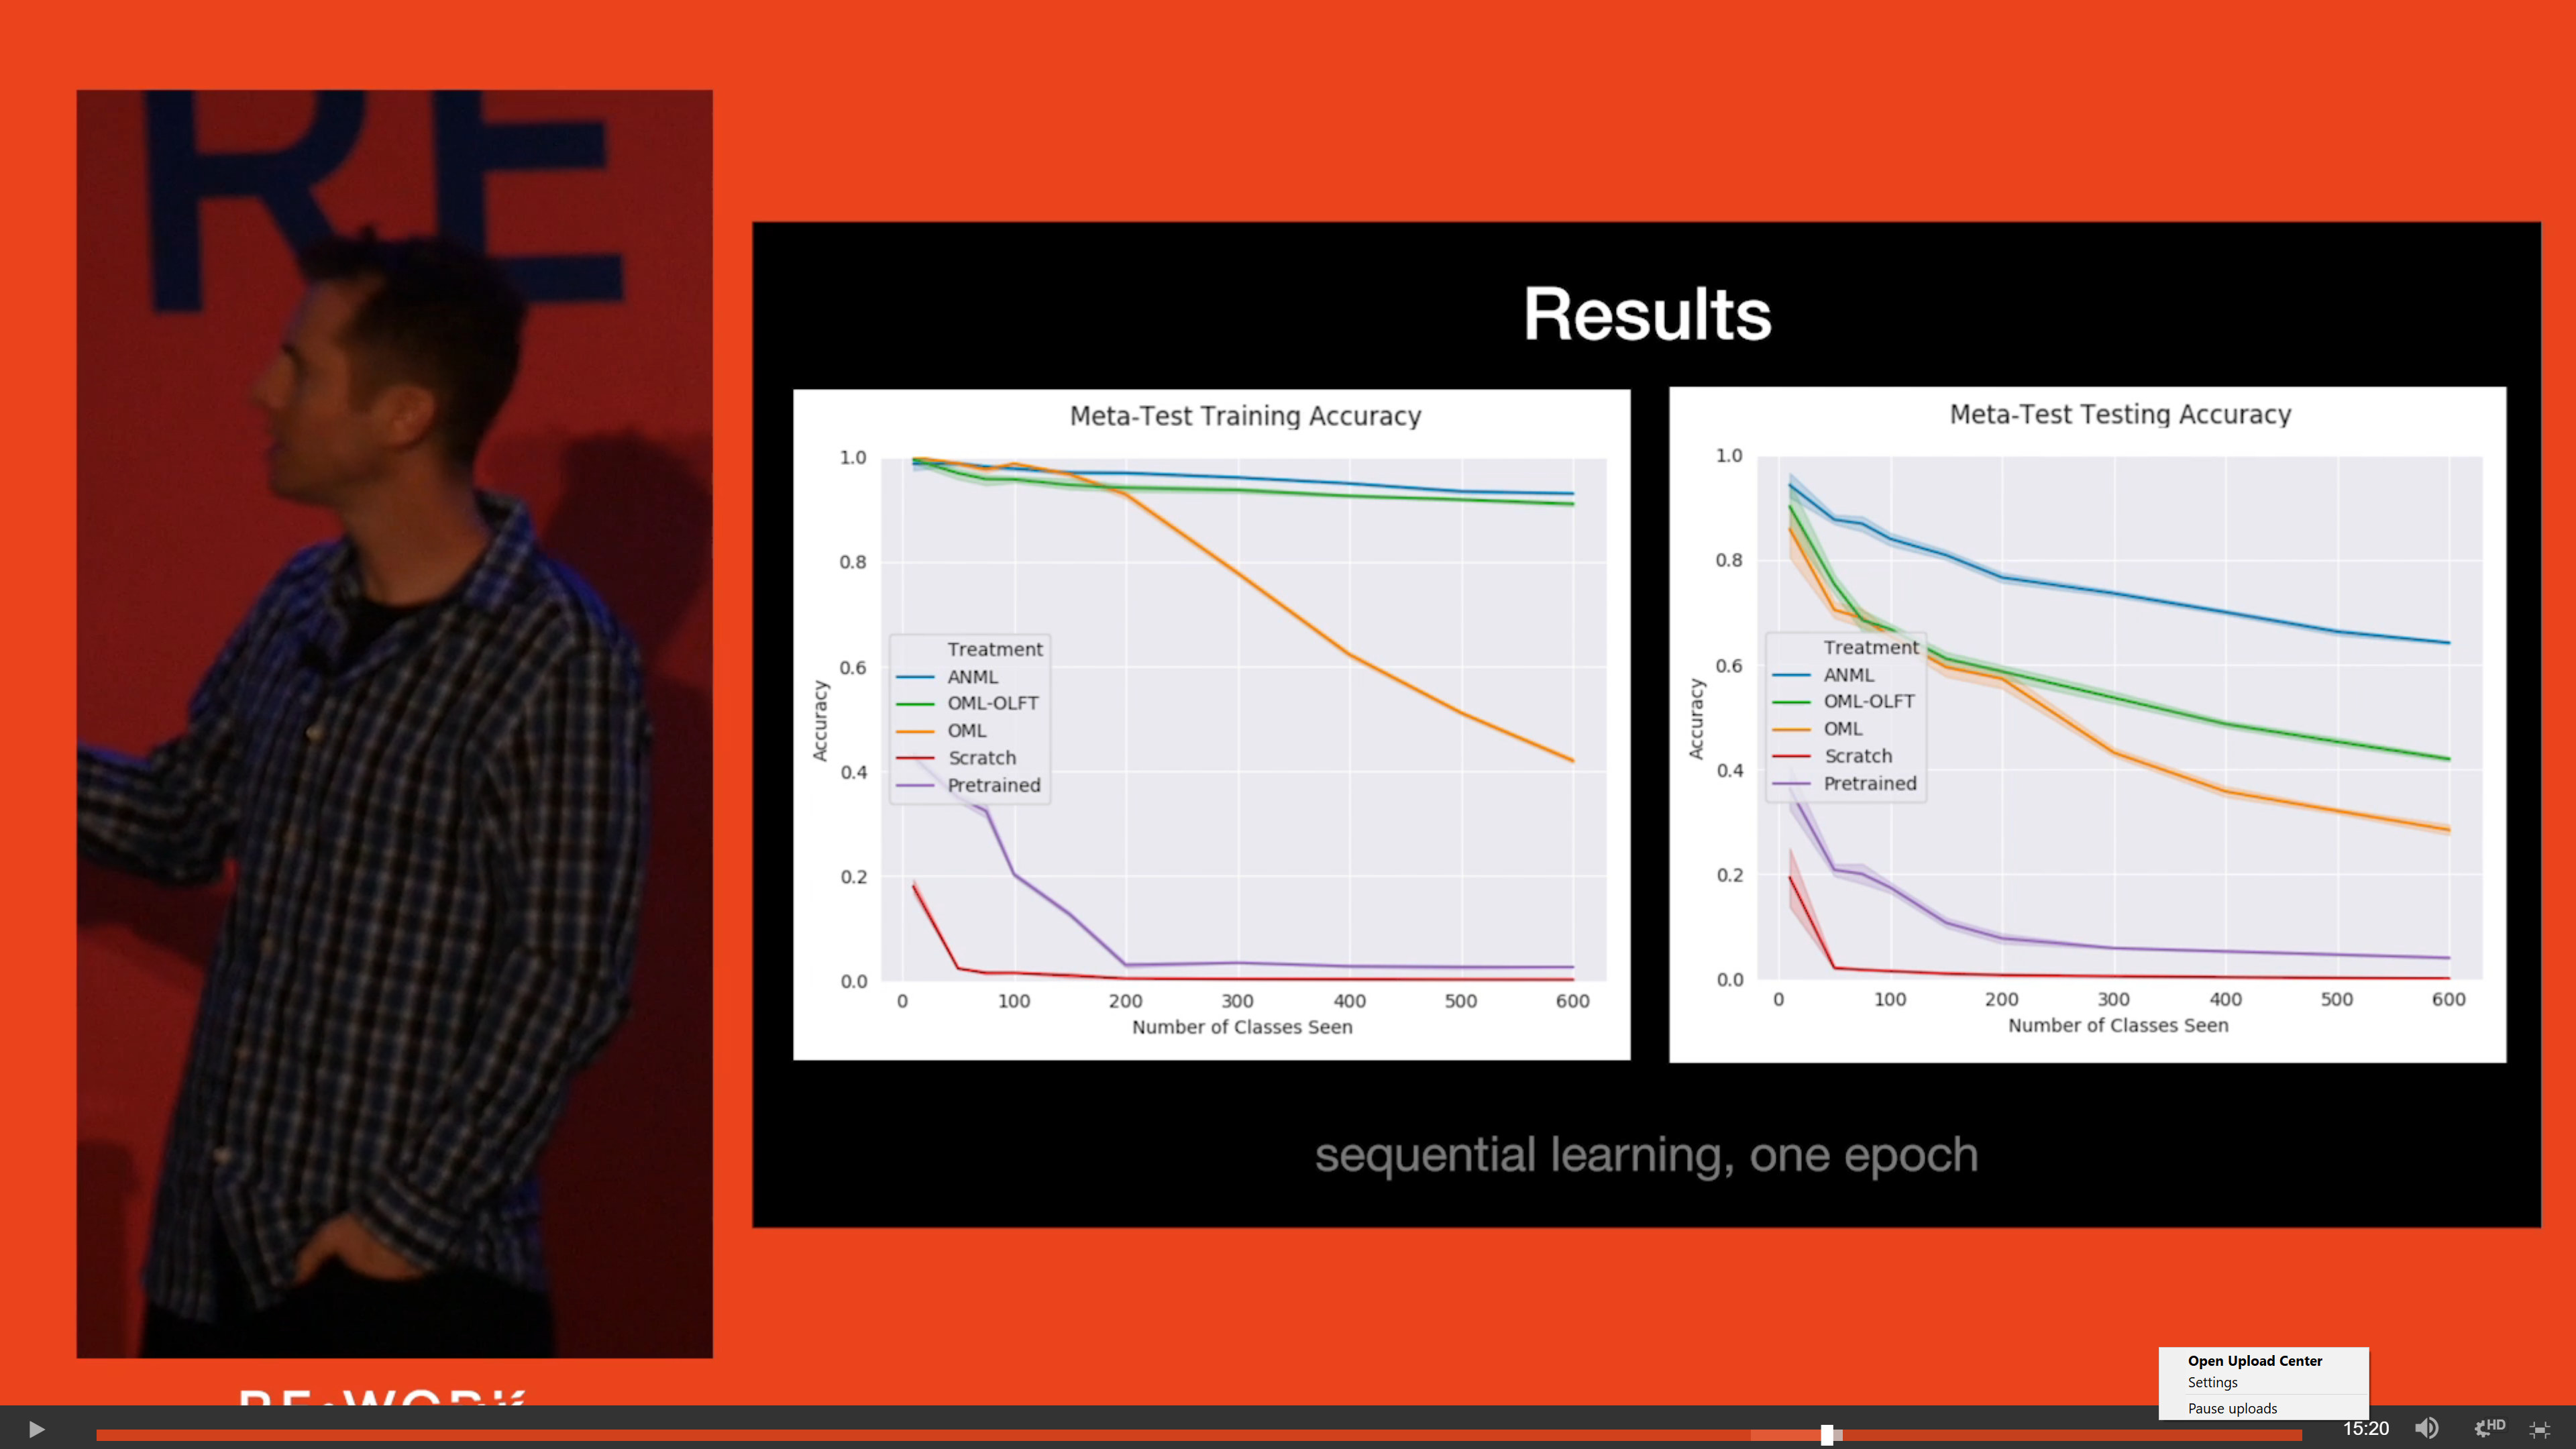 RE
Results
Meta-Test Training Accuracy
1.0
0.8
0.6
0.4
0.2
0.0
Accuracy
Treatment
ANML
OML-OLFT
OML
Scratch
Pretrained
0 100 200 300 400 500 600
Number of Classes Seen
Meta-Test Testing Accuracy
1.0
0.8
0.6
0.4
0.2
0.0
Accuracy
Treatment
ANML
OML-OLFT
OML
Scratch
Pretrained
0 100 200 300 400 500 600
Number of Classes Seen
sequential learning, one epoch
RE•WORK
Open Upload Center
Settings
Pause uploads
15:20
HD